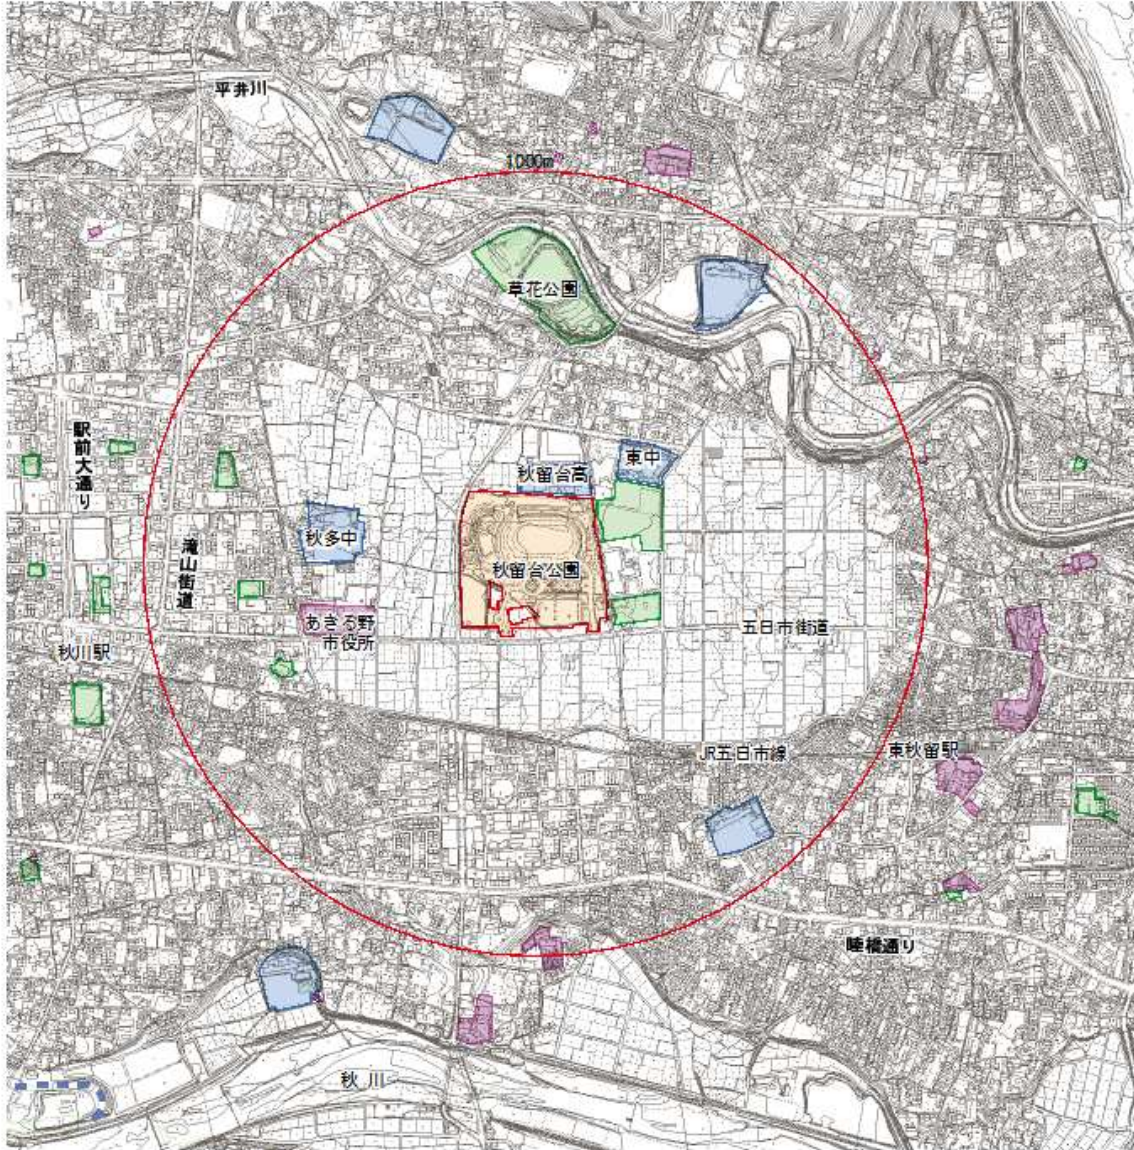 平井川
1000m
草花公園
駅前大通り
東中
秋留台高
滝山街道
秋多中
秋留台公園
あきる野
市役所
五日市街道
秋川駅
JR五日市線
東秋留駅
睦橋通り
秋川